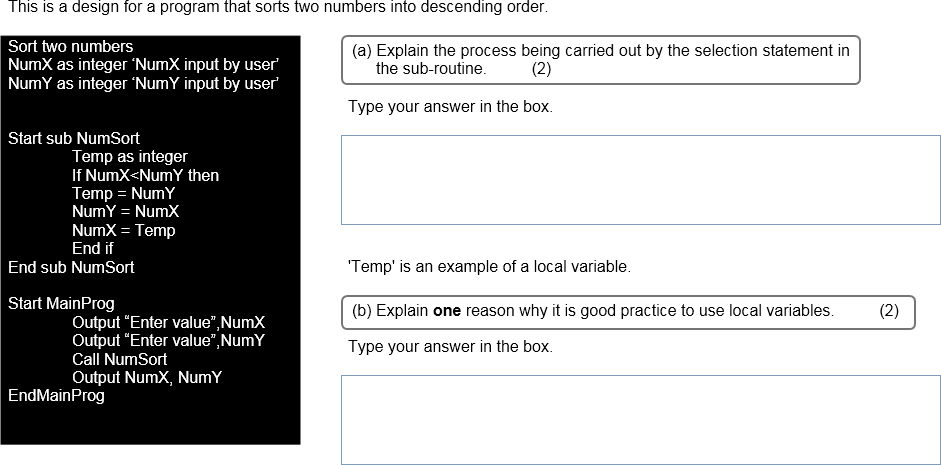 This is a design for a program that sorts two numbers into descending order.
Sort two numbers
NumX as integer ‘NumX input by user’
NumY as integer ‘NumY input by user’
Start sub NumSort
Temp as integer
If NumX<NumY then
Temp = NumY
NumY = NumX
NumX = Temp
End if
End sub NumSort
Start MainProg
Output “Enter value”,NumX
Output “Enter value”,NumY
Call NumSort
Output NumX, NumY
EndMainProg
(a) Explain the process being carried out by the selection statement in
the sub-routine. (2)
Type your answer in the box.
'Temp' is an example of a local variable.
(b) Explain one reason why it is good practice to use local variables. (2)
Type your answer in the box.